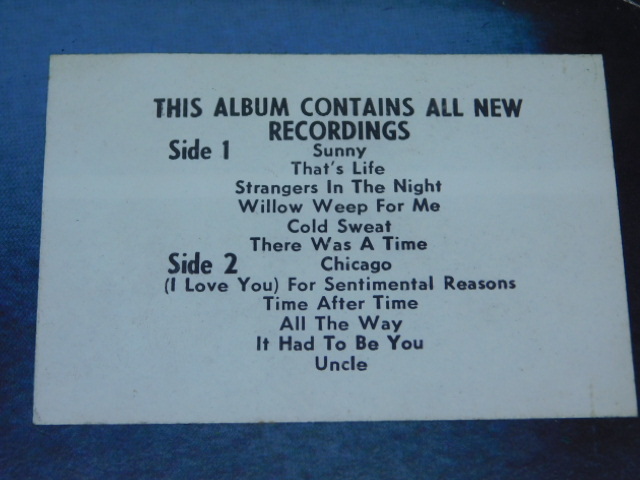 THIS ALBUM CONTAINS ALL NEW
RECORDINGS
Side 1 Sunny
That's Life
Strangers In The Night
Willow Weep For Me
Cold Sweat
There Was A Time
Side 2 Chicago
(I Love You) For Sentimental Reasons
Time After Time
All The Way
It Had To Be You
Uncle